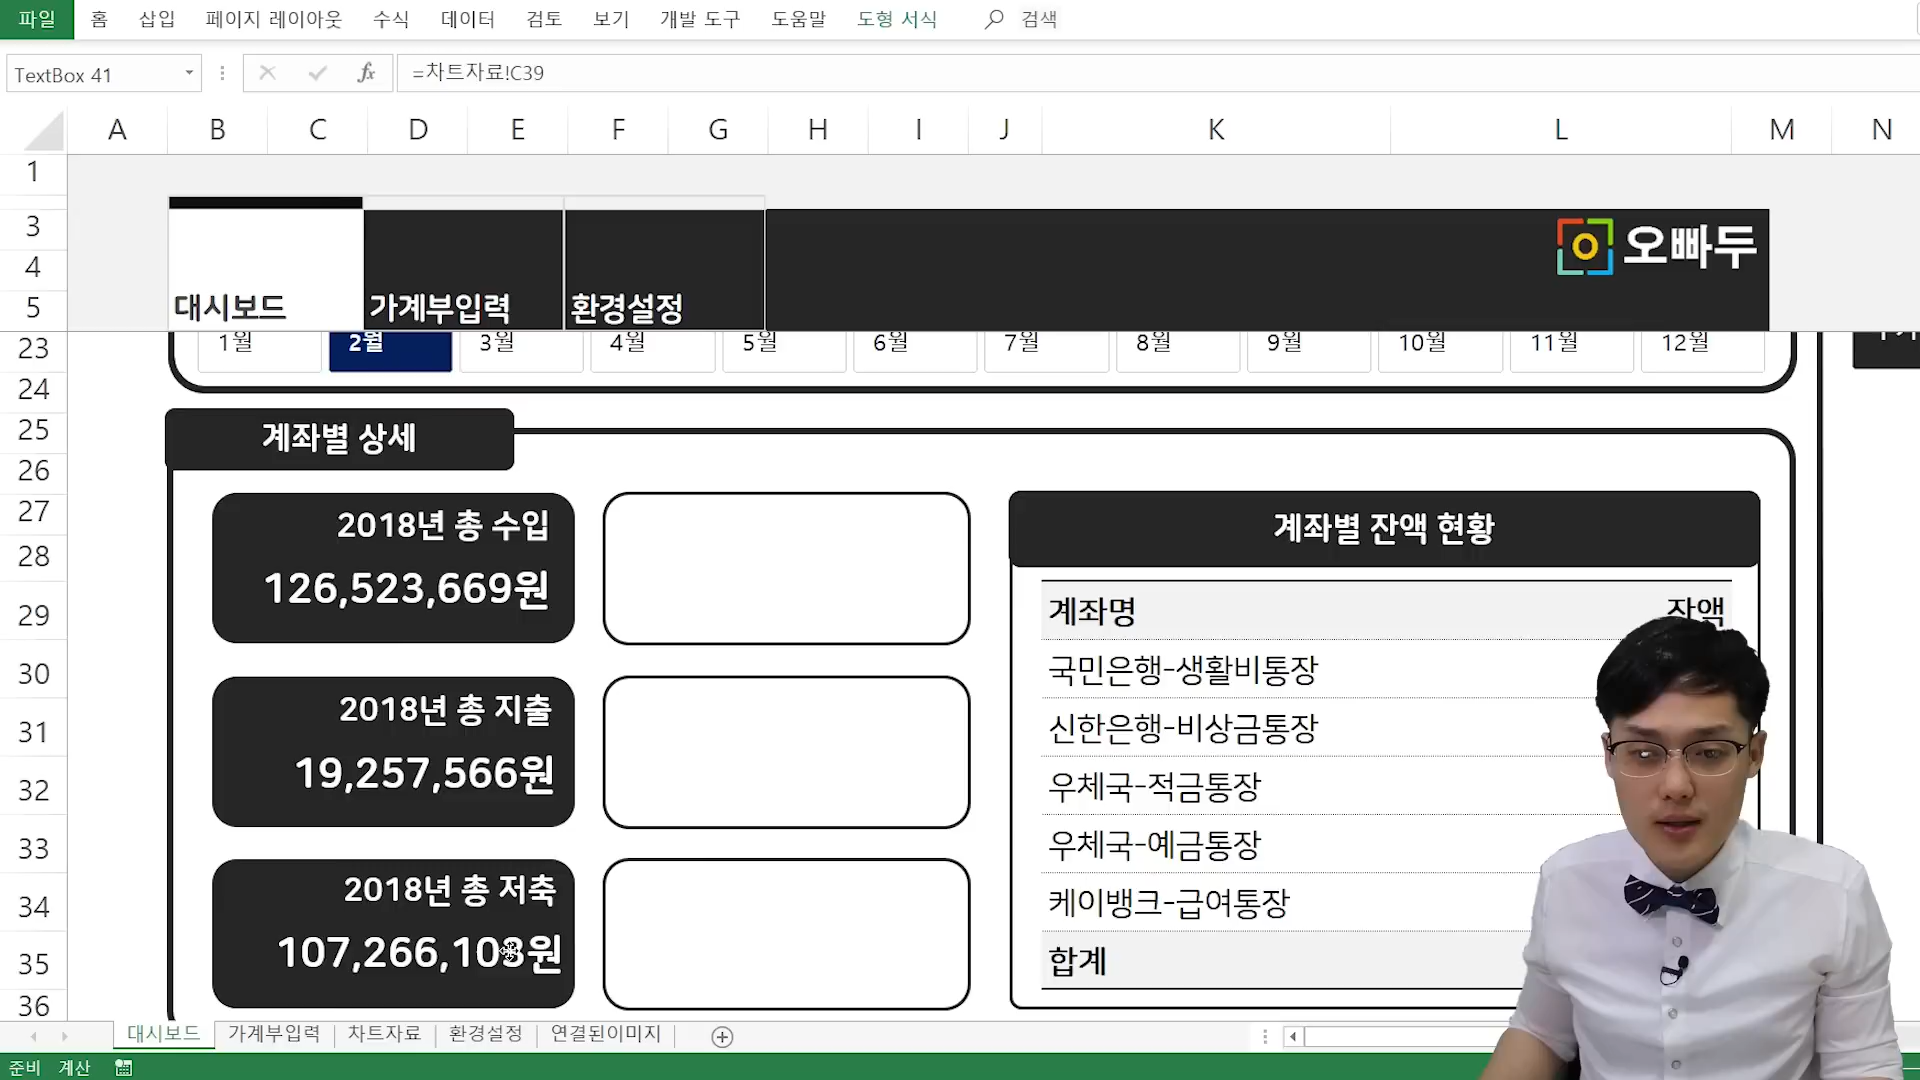 파일 홈 삽입 페이지 레이아웃 수식 데이터 검토 보기 개발 도구 도움말 도형 서식 검색
TextBox 41 fx =차트자료!C39
A B C D E F G H I J K L M N
1
3
4
5
대시보드 가계부입력 환경설정
오빠두
23 1월 2월 3월 4월 5월 6월 7월 8월 9월 10월 11월 12월
24
25 계좌별 상세
26
27 2018년 총 수입 계좌별 잔액 현황
28 126,523,669원
29 계좌명 잔액
30 국민은행-생활비통장
31 2018년 총 지출 신한은행-비상금통장
32 19,257,566원 우체국-적금통장
33 우체국-예금통장
34 2018년 총 저축 케이뱅크-급여통장
35 107,266,103원 합계
36
대시보드 가계부입력 차트자료 환경설정 연결된이미지
준비 계산